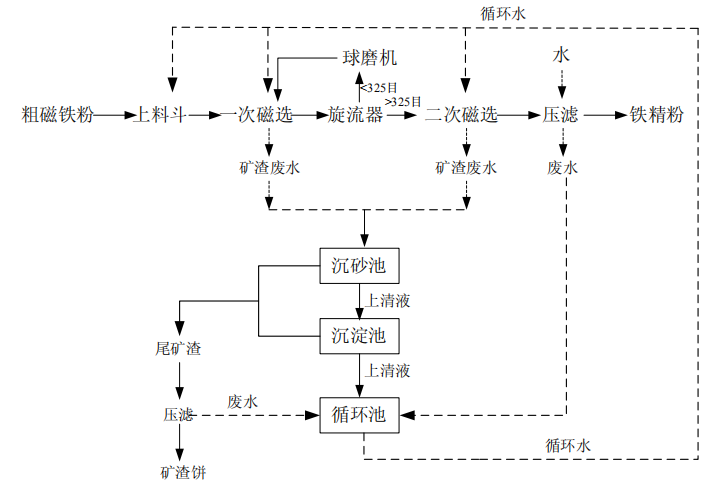 循环水
球磨机
水
<325目
>325目
粗磁铁粉
上料斗
一次磁选
旋流器
二次磁选
压滤
铁精粉
矿渣废水
矿渣废水
废水
沉砂池
上清液
沉淀池
尾矿渣
上清液
废水
压滤
循环池
循环水
矿渣饼